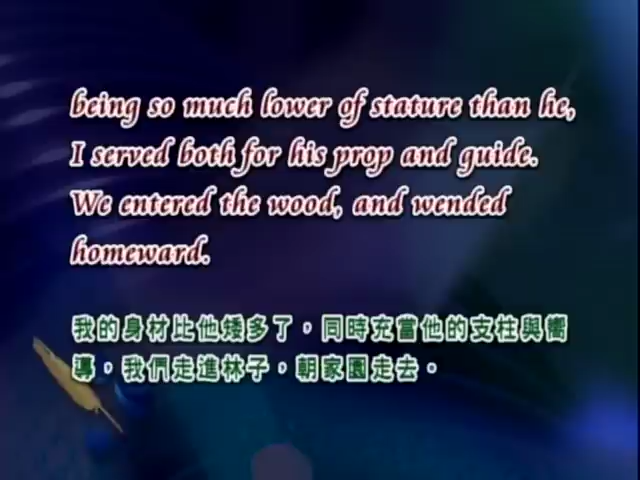 being so much lower of stature than he,
I served both for his prop and guide.
We entered the wood, and wended
homeward.
我的身材比他矮多了，同時充當他的支柱與嚮
導，我們走進林子，朝家園走去。